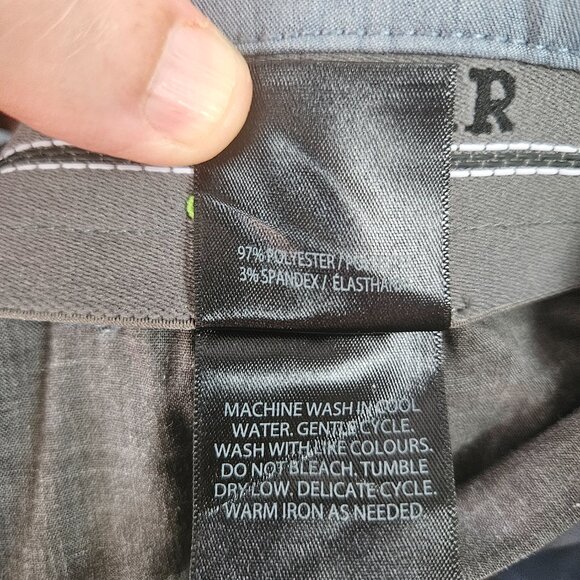 R
97% POLYESTER /
3% SPANDEX / ÉLASTHANNE
MACHINE WASH IN COOL
WATER. GENTLE CYCLE.
WASH WITH LIKE COLOURS.
DO NOT BLEACH. TUMBLE
DRY LOW. DELICATE CYCLE.
WARM IRON AS NEEDED.